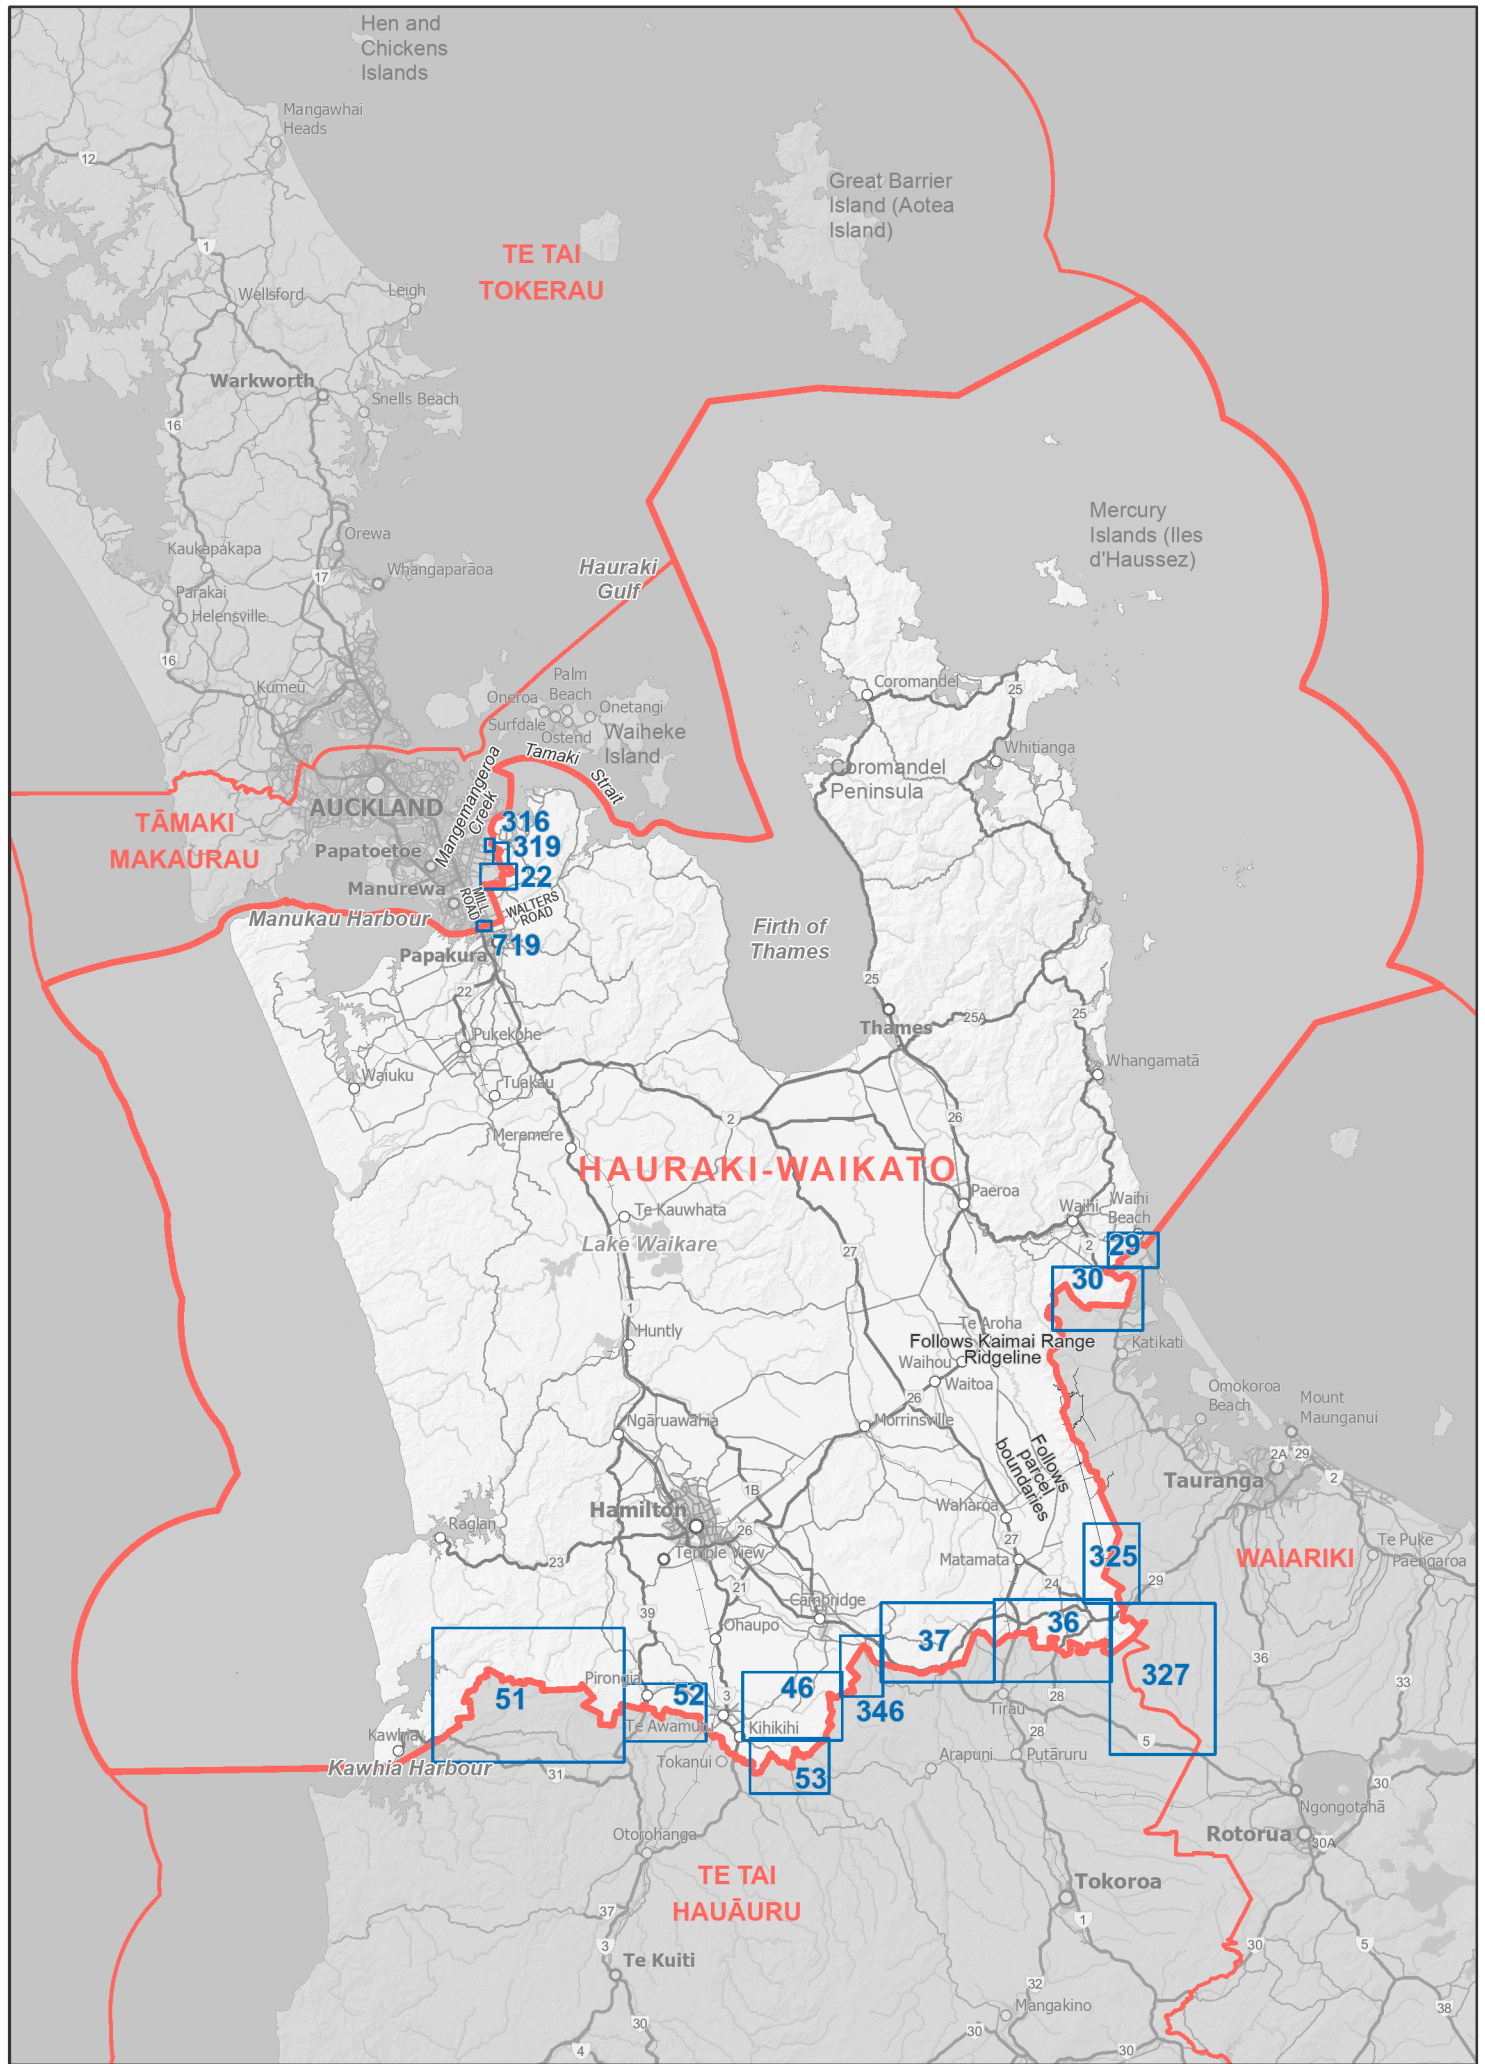 Hen and
Chickens
Islands
Mangawhai
Heads
12
Great Barrier
Island (Aotea
Island)
1
TE TAI
TOKERAU
Wellsford
Leigh
Warkworth
Snells Beach
16
Mercury
Islands (Iles
d'Haussez)
Orewa
Kaukapakapa
Whangaparāoa
17
Hauraki
Gulf
Parakai
Helensville
16
Kumeū
Palm
Beach
Oneroa
Onetangi
Surfdale
Ostend
Waiheke
Island
Coromandel
25
Whitianga
Tamaki
Strait
Coromandel
Peninsula
Mangemangeroa
Creek
AUCKLAND
TĀMAKI
MAKAURAU
316
319
Papatoetoe
22
Manurewa
MILL
ROAD
WALTERS
ROAD
Manukau Harbour
719
Papakura
Firth of
Thames
25
22
Thames
25A
25
Pukekohe
Whangamatā
Waiuku
Tuakau
2
26
Meremere
HAURAKI-WAIKATO
Paeroa
Waihi
Waihi
Beach
Te Kauwhata
Lake Waikare
27
2
29
30
1
Te Aroha
Huntly
Follows Kaimai Range
Ridgeline
Katikati
Waihou
Waitoa
26
Omokoroa
Beach
Mount
Maunganui
Ngāruawāhia
Morrinsville
Follows
parcel
boundaries
2A
29
2
Tauranga
1B
Hamilton
Waharoa
26
Raglan
27
Te Puke
Temple View
23
Matamata
325
WAIARIKI
Paengaroa
21
24
29
Cambridge
39
Ohaupo
37
36
36
Pirongia
51
52
46
327
33
3
346
28
Tirau
Te Awamutu
Kihikihi
Kawhia
28
5
Kawhia Harbour
31
Tokanui
53
Arapuni
Putāruru
30
Ngongotahā
Otorohanga
Rotorua
30A
TE TAI
HAUĀURU
Tokoroa
37
1
3
30
5
Te Kuiti
32
Mangakino
38
30
30
4
30